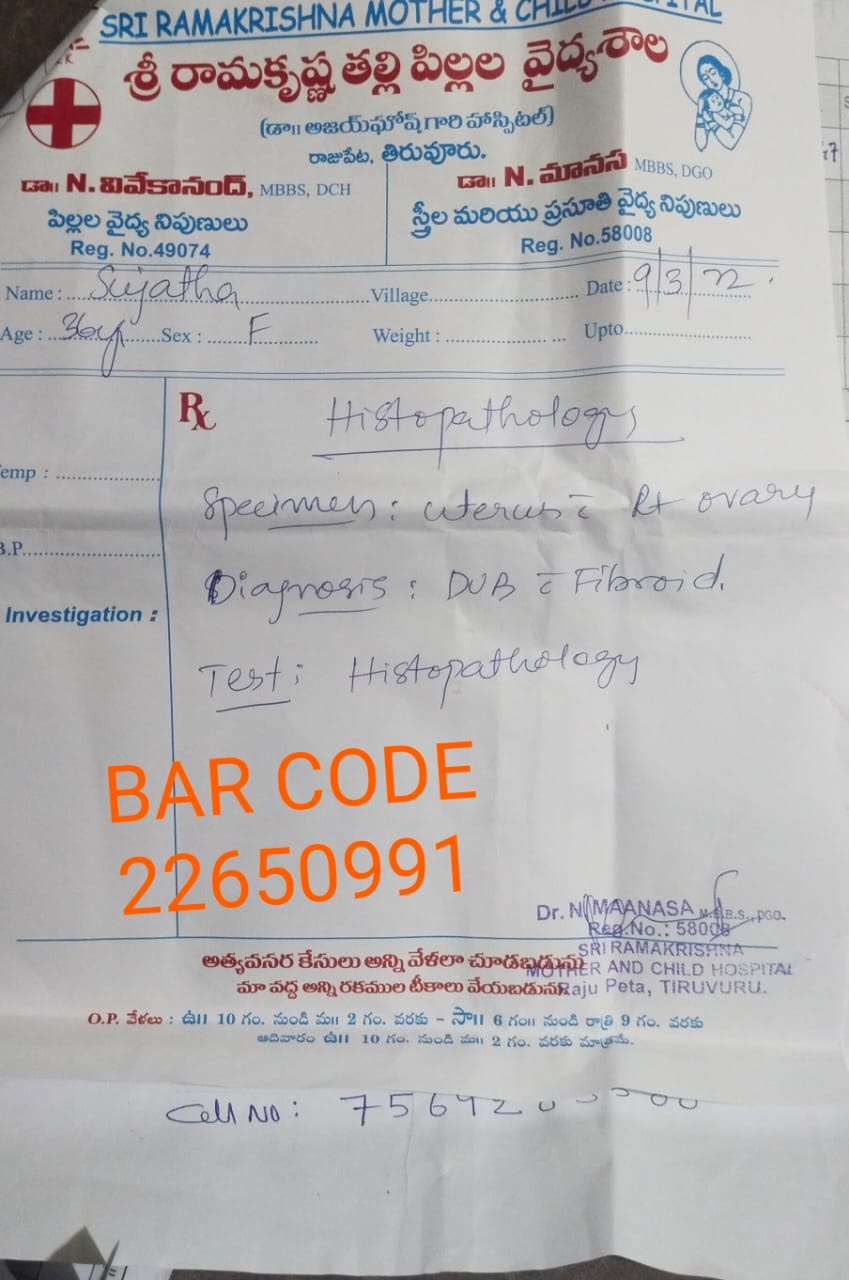 SRI RAMAKRISHNA MOTHER & CHILD HOSPITAL
శ్రీ రామకృష్ణ తల్లి పిల్లల వైద్యశాల
(డా॥ అజయ్‌ఘోష్ గారి హాస్పిటల్)
రాజుపేట, తిరువూరు.
డా॥ N. వివేకానంద్, MBBS, DCH
పిల్లల వైద్య నిపుణులు
Reg. No.49074
డా॥ N. మానస MBBS, DGO
స్త్రీల మరియు ప్రసూతి వైద్య నిపుణులు
Reg. No.58008
Name : Sujatha Village Date : 9/3/22
Age : 36yr Sex : F Weight : Upto
Rx Histopathology
Temp :
Specimen : uterus c̄ Rt ovary
B.P.
Diagnosis : DUB c̄ Fibroid.
Investigation :
Test : Histopathology
BAR CODE
22650991
Dr. N. MAANASA M.B.B.S., DGO.
Reg.No.: 58008
SRI RAMAKRISHNA
MOTHER AND CHILD HOSPITAL
Raju Peta, TIRUVURU.
అత్యవసర కేసులు అన్ని వేళలా చూడబడును
మా వద్ద అన్ని రకముల టీకాలు వేయబడును
O.P. వేళలు : ఉ॥ 10 గం. నుండి మ॥ 2 గం. వరకు - సా॥ 6 గం॥ నుండి రాత్రి 9 గం. వరకు
ఆదివారం ఉ॥ 10 గం. నుండి మ॥ 2 గం. వరకు మాత్రమే.
Cell No :